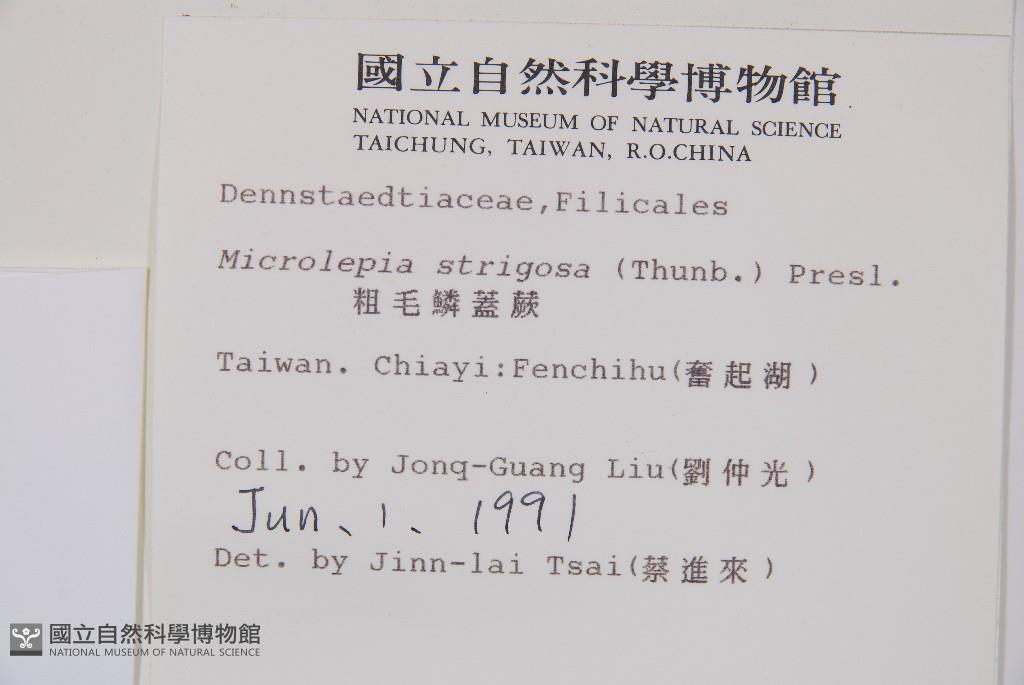 國立自然科學博物館
NATIONAL MUSEUM OF NATURAL SCIENCE
TAICHUNG, TAIWAN, R.O.CHINA
Dennstaedtiaceae,Filicales
Microlepia strigosa (Thunb.) Presl.
粗毛鱗蓋蕨
Taiwan. Chiayi:Fenchihu(奮起湖)
Coll. by Jonq-Guang Liu(劉仲光)
Jun、1、1991
Det. by Jinn-lai Tsai(蔡進來)
國立自然科學博物館
NATIONAL MUSEUM OF NATURAL SCIENCE